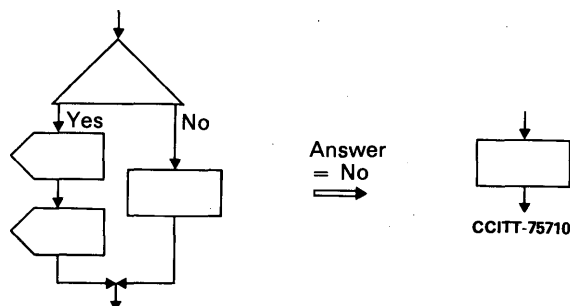 Yes
No
Answer
= No
CCITT-75710